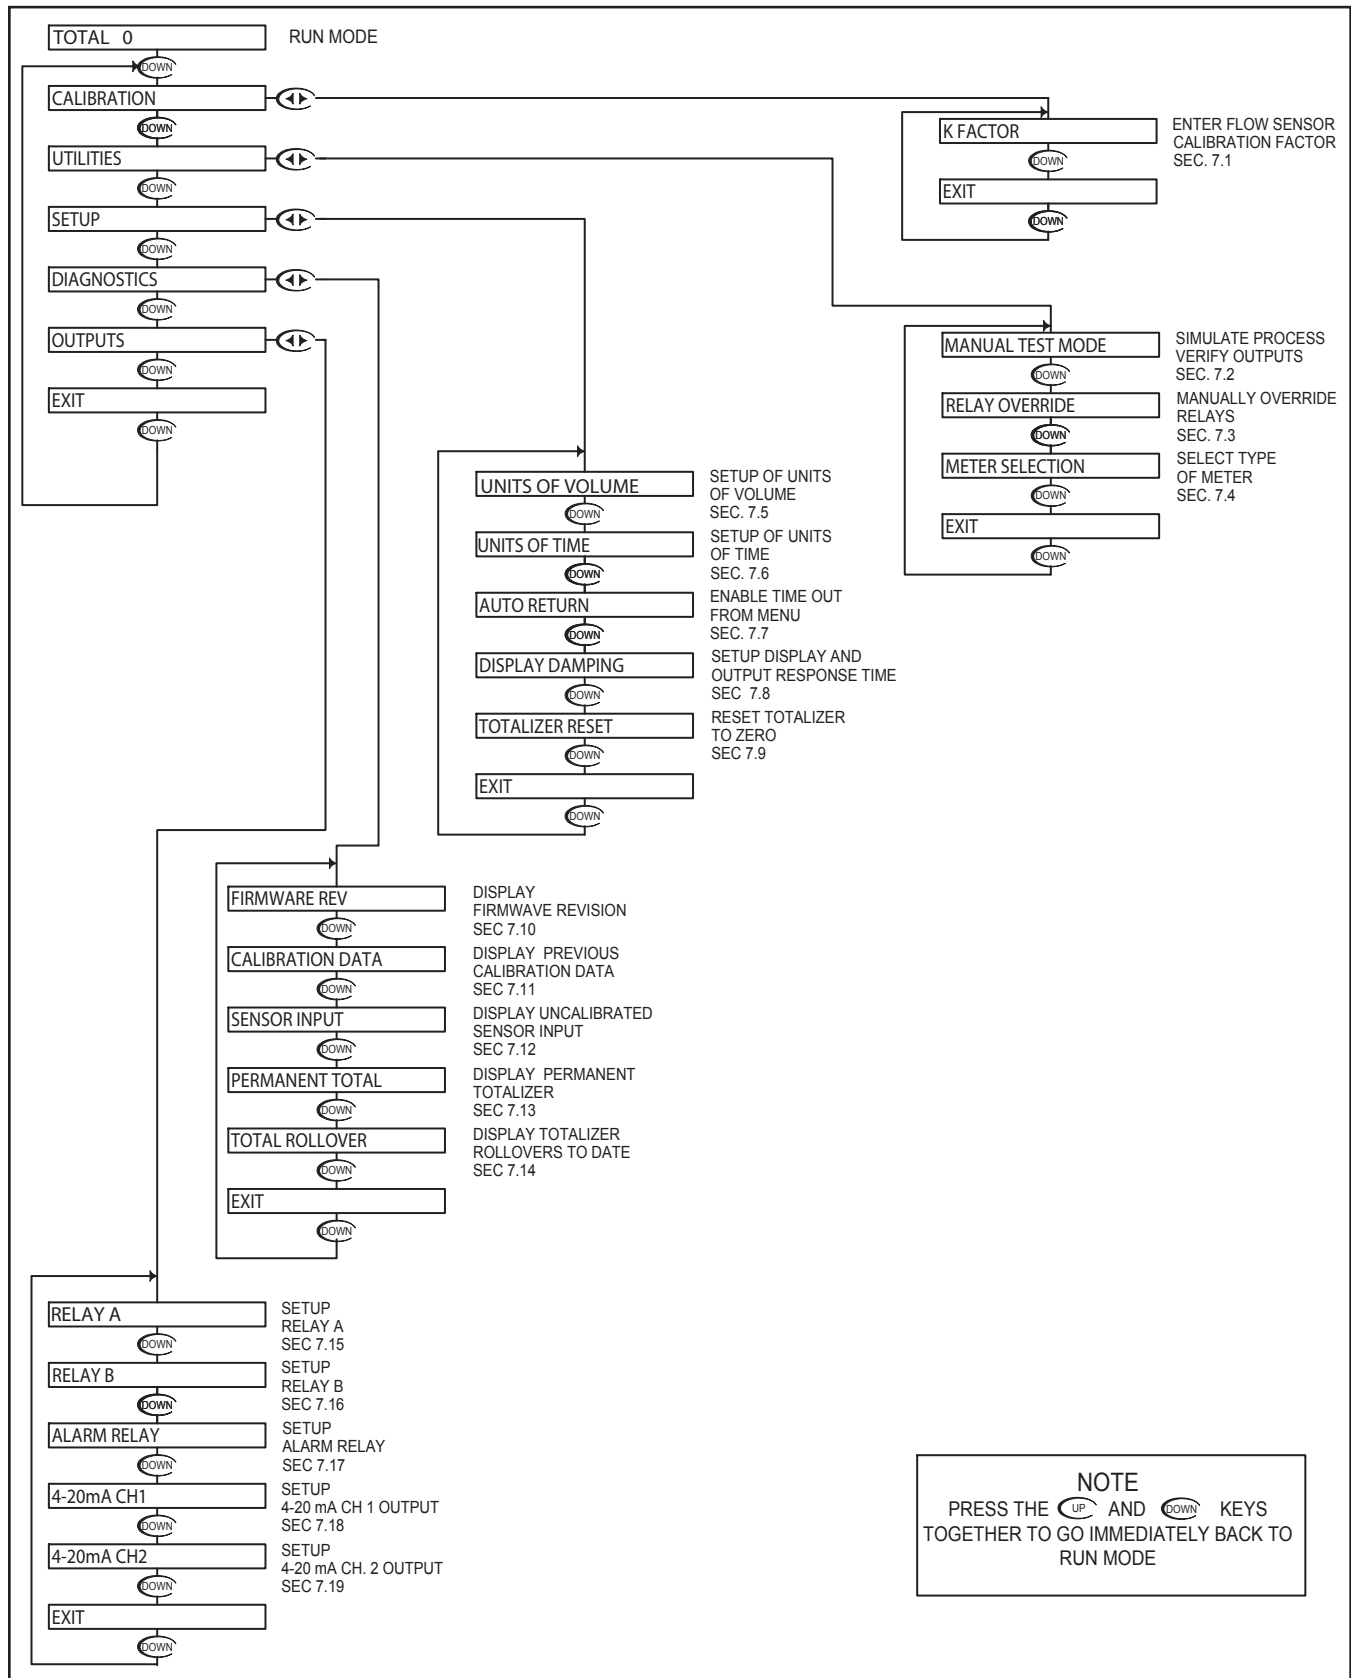 TOTAL 0
RUN MODE
DOWN
CALIBRATION
DOWN
UTILITIES
DOWN
SETUP
DOWN
DIAGNOSTICS
DOWN
OUTPUTS
DOWN
EXIT
DOWN
K FACTOR
ENTER FLOW SENSOR
CALIBRATION FACTOR
SEC. 7.1
DOWN
EXIT
DOWN
MANUAL TEST MODE
SIMULATE PROCESS
VERIFY OUTPUTS
SEC. 7.2
DOWN
RELAY OVERRIDE
MANUALLY OVERRIDE
RELAYS
SEC. 7.3
DOWN
METER SELECTION
SELECT TYPE
OF METER
SEC. 7.4
DOWN
EXIT
DOWN
UNITS OF VOLUME
SETUP OF UNITS
OF VOLUME
SEC. 7.5
DOWN
UNITS OF TIME
SETUP OF UNITS
OF TIME
SEC. 7.6
DOWN
AUTO RETURN
ENABLE TIME OUT
FROM MENU
SEC. 7.7
DOWN
DISPLAY DAMPING
SETUP DISPLAY AND
OUTPUT RESPONSE TIME
SEC 7.8
DOWN
TOTALIZER RESET
RESET TOTALIZER
TO ZERO
SEC 7.9
DOWN
EXIT
DOWN
FIRMWARE REV
DISPLAY
FIRMWAVE REVISION
SEC 7.10
DOWN
CALIBRATION DATA
DISPLAY PREVIOUS
CALIBRATION DATA
SEC 7.11
DOWN
SENSOR INPUT
DISPLAY UNCALIBRATED
SENSOR INPUT
SEC 7.12
DOWN
PERMANENT TOTAL
DISPLAY PERMANENT
TOTALIZER
SEC 7.13
DOWN
TOTAL ROLLOVER
DISPLAY TOTALIZER
ROLLOVERS TO DATE
SEC 7.14
DOWN
EXIT
DOWN
RELAY A
SETUP
RELAY A
SEC 7.15
DOWN
RELAY B
SETUP
RELAY B
SEC 7.16
DOWN
ALARM RELAY
SETUP
ALARM RELAY
SEC 7.17
DOWN
4-20mA CH1
SETUP
4-20 mA CH 1 OUTPUT
SEC 7.18
DOWN
4-20mA CH2
SETUP
4-20 mA CH. 2 OUTPUT
SEC 7.19
DOWN
EXIT
DOWN
NOTE
PRESS THE UP AND DOWN KEYS
TOGETHER TO GO IMMEDIATELY BACK TO
RUN MODE